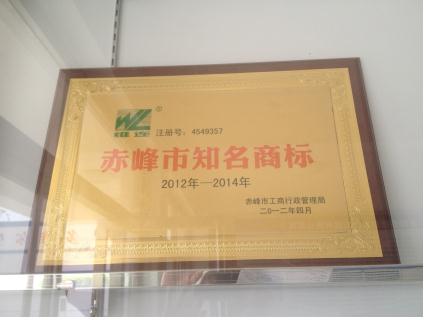 ®
注册号：4549357
赤峰市知名商标
2012年—2014年
赤峰市工商行政管理局
二0一二年四月